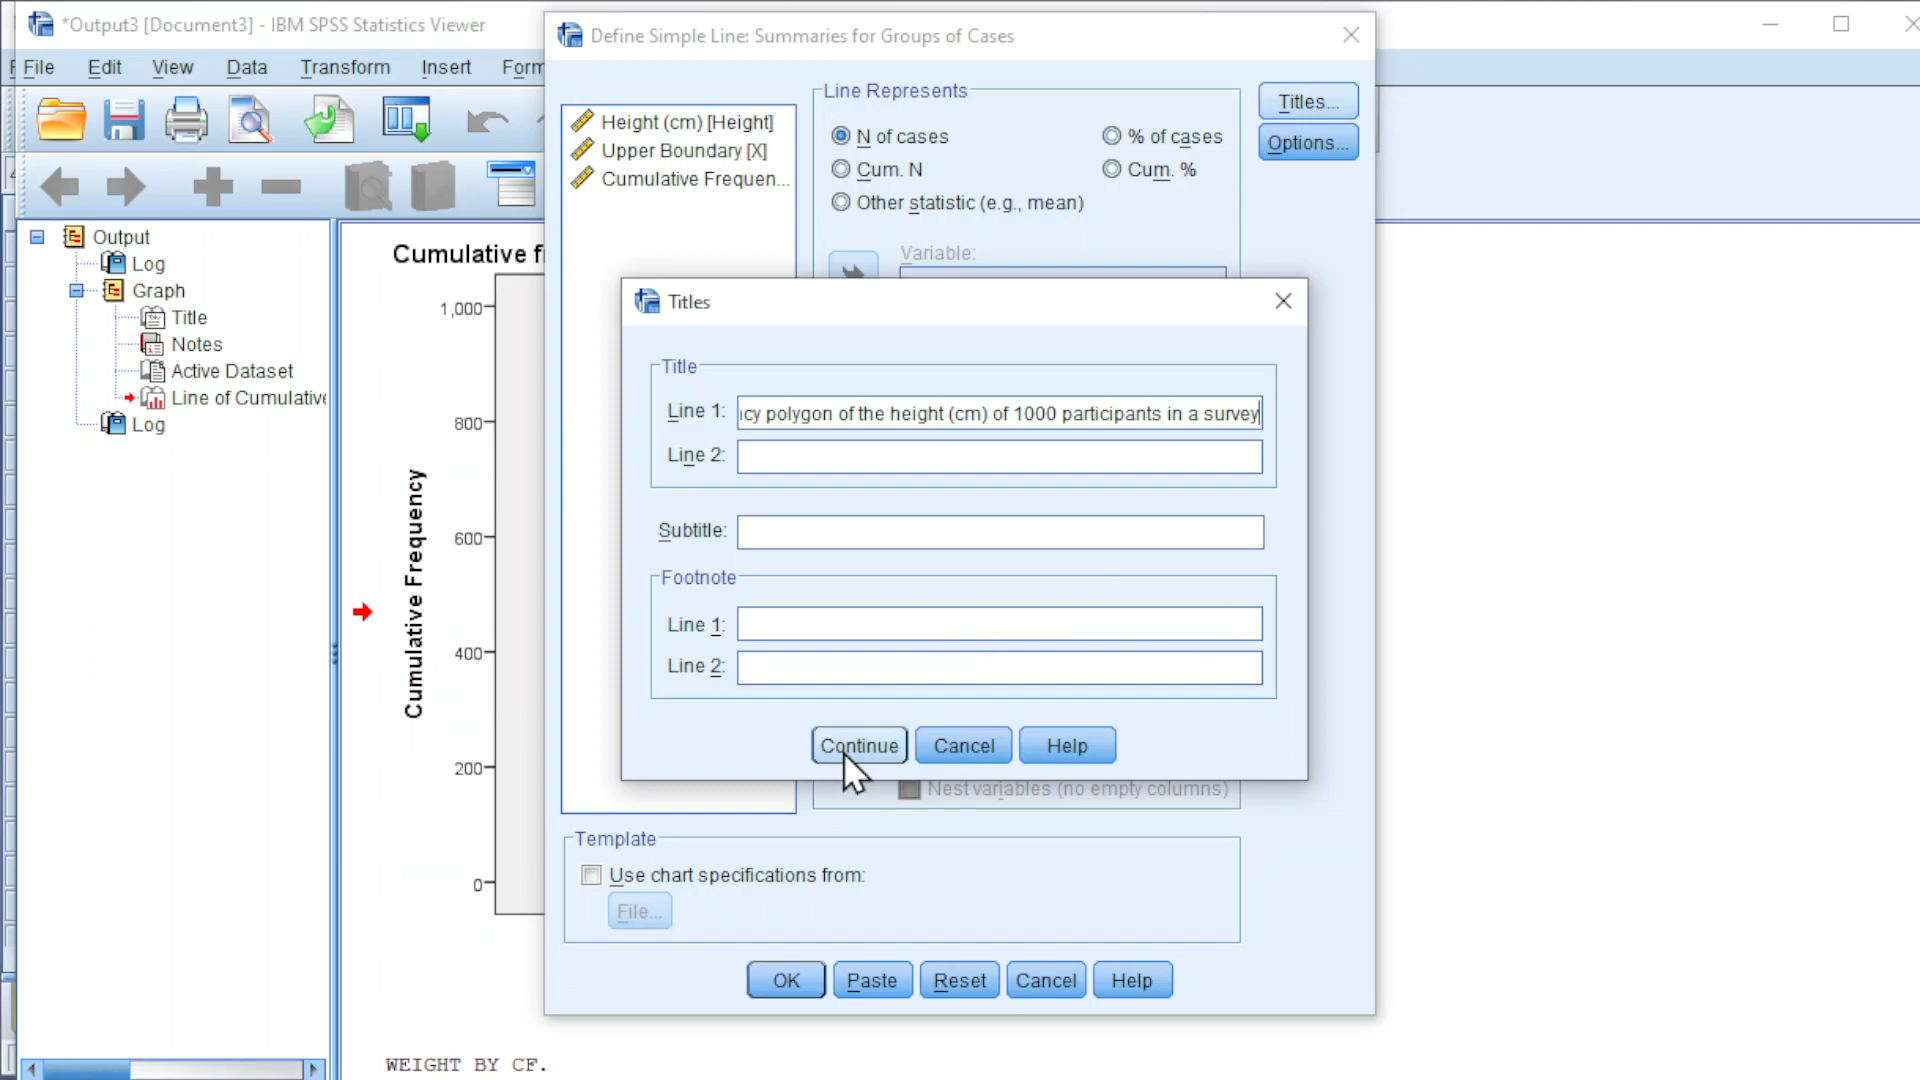 *Output3 [Document3] - IBM SPSS Statistics Viewer
File Edit View Data Transform Insert Form
Output
Log
Graph
Title
Notes
Active Dataset
Line of Cumulative
Log
Cumulative f
1,000
800
600
400
200
0
Cumulative Frequency
WEIGHT BY CF.
Define Simple Line: Summaries for Groups of Cases
Height (cm) [Height]
Upper Boundary [X]
Cumulative Frequen...
Line Represents
N of cases
% of cases
Cum. N
Cum. %
Other statistic (e.g., mean)
Variable:
Titles...
Options...
Titles
Title
Line 1: icy polygon of the height (cm) of 1000 participants in a survey
Line 2:
Subtitle:
Footnote
Line 1:
Line 2:
Continue Cancel Help
Nest variables (no empty columns)
Template
Use chart specifications from:
File...
OK Paste Reset Cancel Help